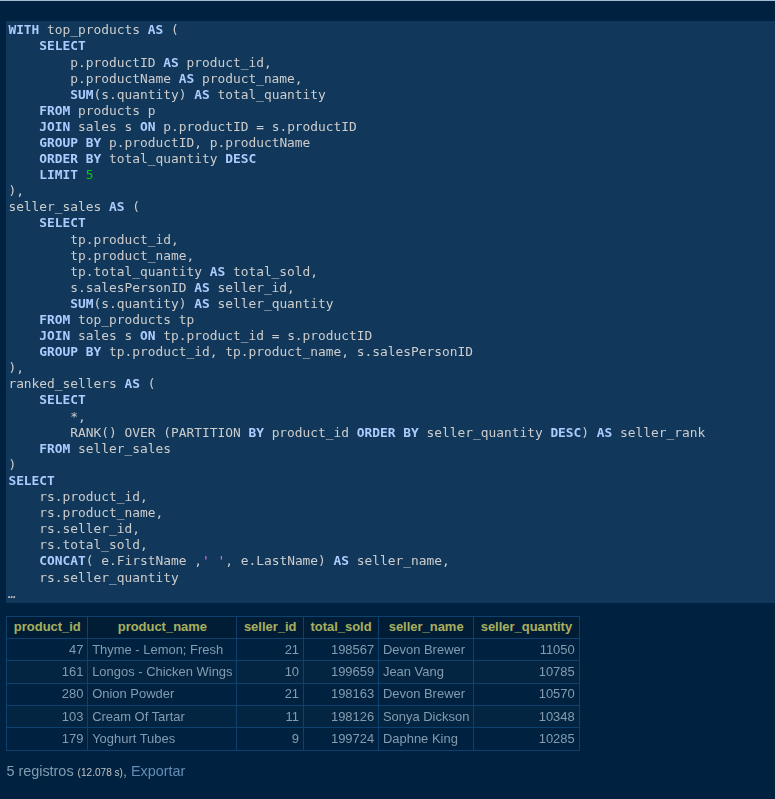 WITH top_products AS (
    SELECT
        p.productID AS product_id,
        p.productName AS product_name,
        SUM(s.quantity) AS total_quantity
    FROM products p
    JOIN sales s ON p.productID = s.productID
    GROUP BY p.productID, p.productName
    ORDER BY total_quantity DESC
    LIMIT 5
),
seller_sales AS (
    SELECT
        tp.product_id,
        tp.product_name,
        tp.total_quantity AS total_sold,
        s.salesPersonID AS seller_id,
        SUM(s.quantity) AS seller_quantity
    FROM top_products tp
    JOIN sales s ON tp.product_id = s.productID
    GROUP BY tp.product_id, tp.product_name, s.salesPersonID
),
ranked_sellers AS (
    SELECT
        *,
        RANK() OVER (PARTITION BY product_id ORDER BY seller_quantity DESC) AS seller_rank
    FROM seller_sales
)
SELECT
    rs.product_id,
    rs.product_name,
    rs.seller_id,
    rs.total_sold,
    CONCAT( e.FirstName ,' ', e.LastName) AS seller_name,
    rs.seller_quantity
…
product_id product_name seller_id total_sold seller_name seller_quantity
47 Thyme - Lemon; Fresh 21 198567 Devon Brewer 11050
161 Longos - Chicken Wings 10 199659 Jean Vang 10785
280 Onion Powder 21 198163 Devon Brewer 10570
103 Cream Of Tartar 11 198126 Sonya Dickson 10348
179 Yoghurt Tubes 9 199724 Daphne King 10285
5 registros (12.078 s), Exportar